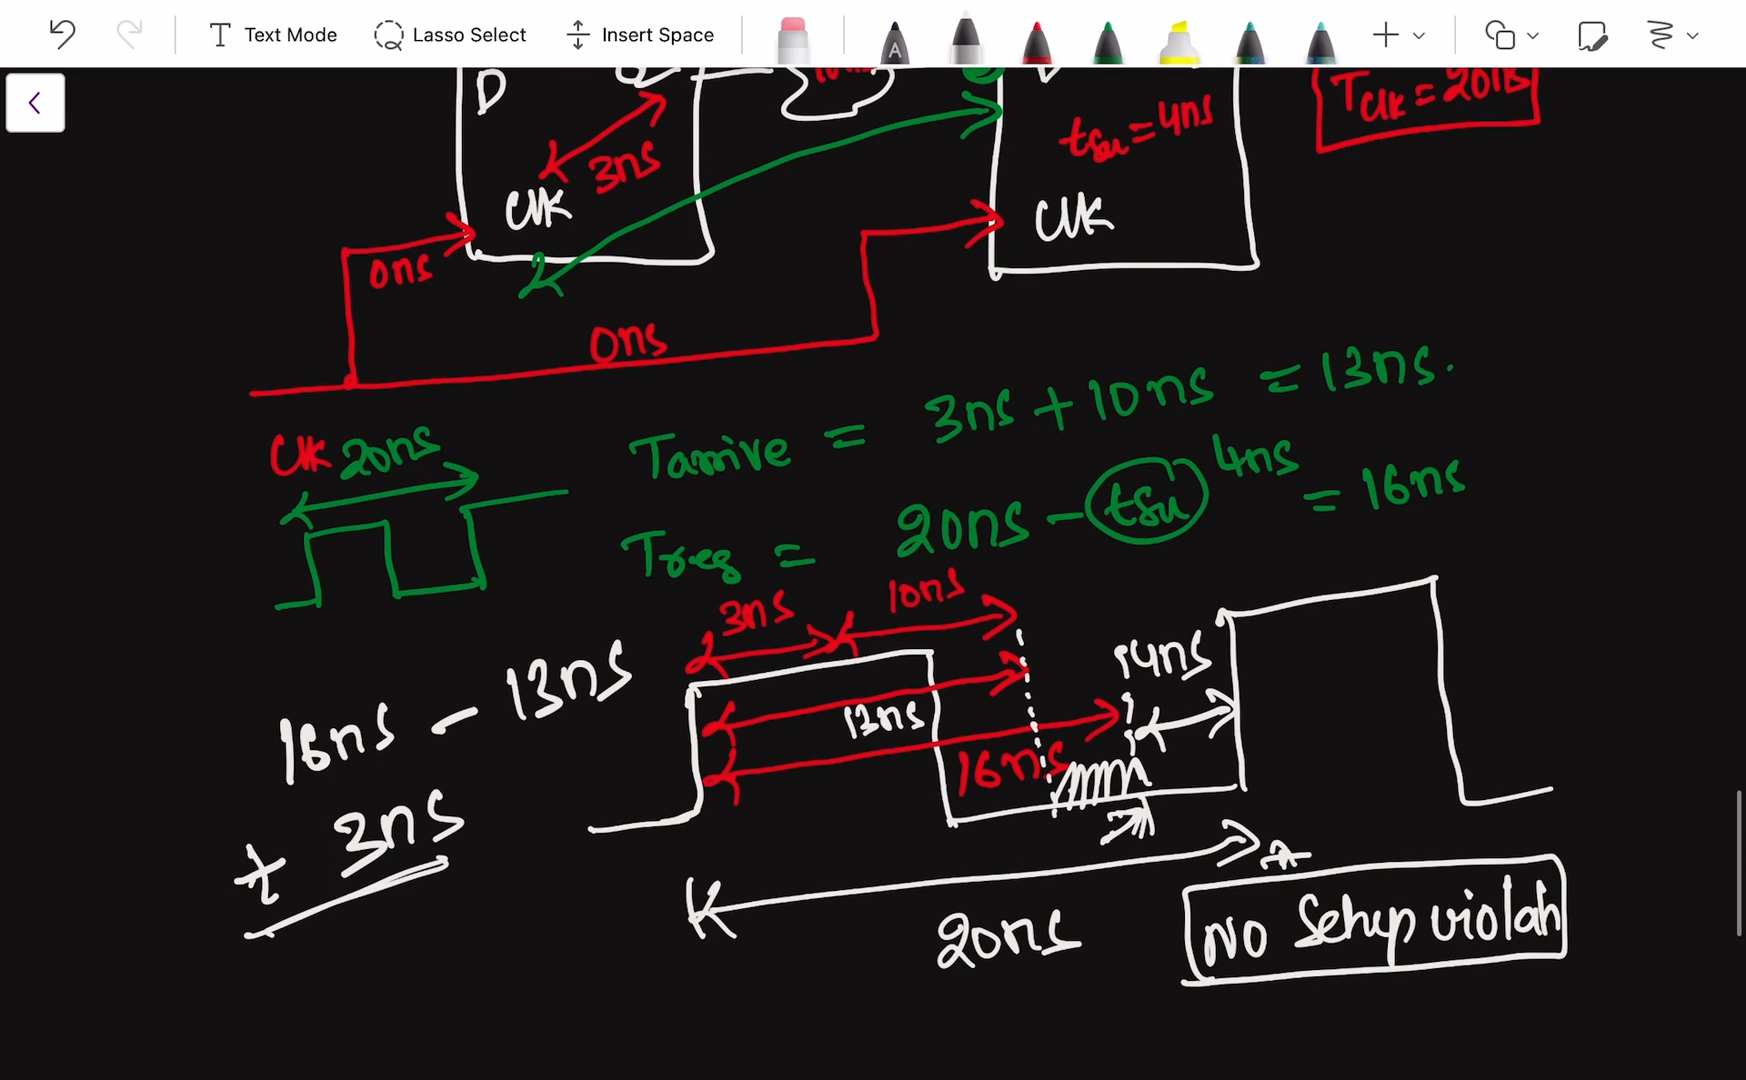 Text Mode Lasso Select Insert Space
A
D
tsu = 4ns
TClk = 20ns
3ns
Clk
Clk
0ns
0ns
Clk 20ns
Tarrive = 3ns + 10ns = 13ns.
Treq = 20ns - tsu 4ns = 16ns
3ns 10ns
16ns - 13ns
4ns
13ns
16ns
+ 3ns
20ns
NO Setup violatn